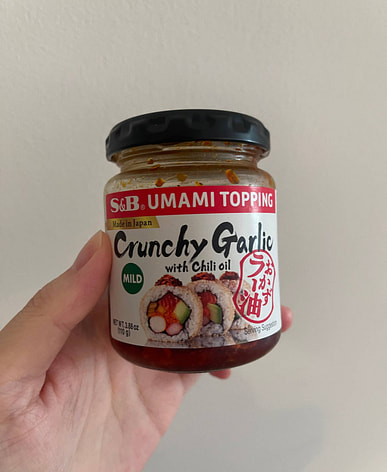 S&B® UMAMI TOPPING
Made in Japan
Crunchy Garlic
with Chili Oil
MILD
おかず
ラー油
NET WT. 3.88 oz
(110 g)
Serving Suggestion